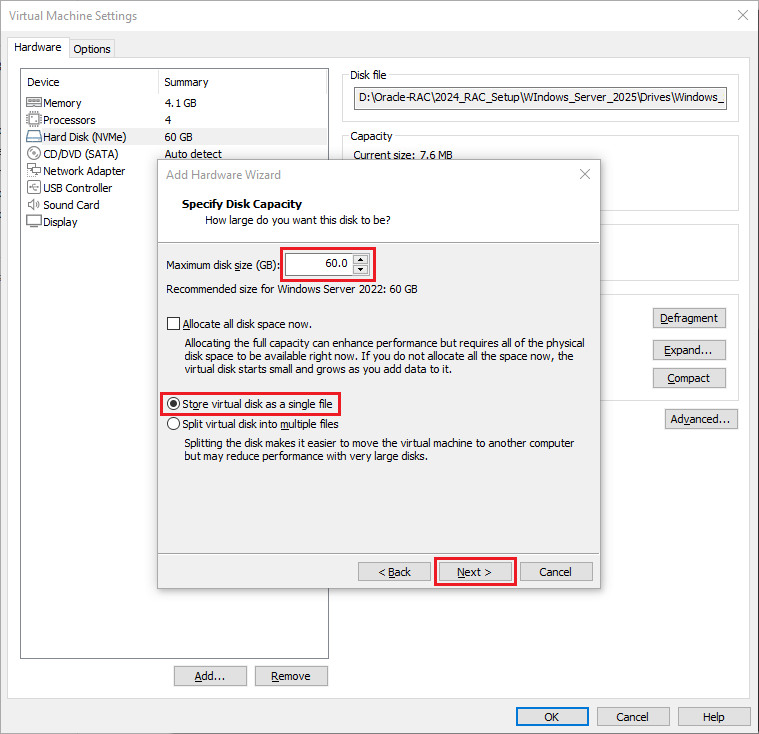 Virtual Machine Settings
Hardware
Options
Device Summary
Memory 4.1 GB
Processors 4
Hard Disk (NVMe) 60 GB
CD/DVD (SATA) Auto detect
Network Adapter
USB Controller
Sound Card
Display
Disk file
D:\Oracle-RAC\2024_RAC_Setup\WIndows_Server_2025\Drives\Windows_
Capacity
Current size: 7.6 MB
Add Hardware Wizard
Specify Disk Capacity
How large do you want this disk to be?
Maximum disk size (GB): 60.0
Recommended size for Windows Server 2022: 60 GB
Allocate all disk space now.
Allocating the full capacity can enhance performance but requires all of the physical
disk space to be available right now. If you do not allocate all the space now, the
virtual disk starts small and grows as you add data to it.
Store virtual disk as a single file
Split virtual disk into multiple files
Splitting the disk makes it easier to move the virtual machine to another computer
but may reduce performance with very large disks.
< Back
Next >
Cancel
Defragment
Expand...
Compact
Advanced...
Add...
Remove
OK
Cancel
Help